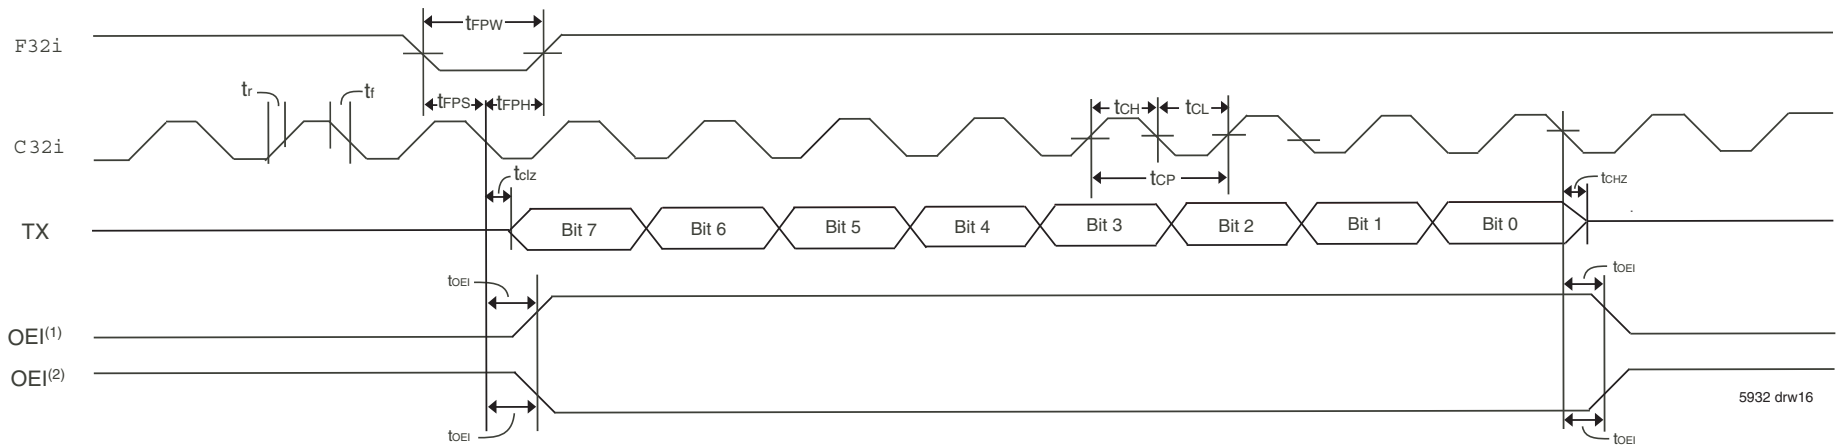 tFPW
F32i
tr
tf
tFPS
tFPH
tCH
tCL
C32i
tclz
tCP
tCHZ
TX
Bit 7
Bit 6
Bit 5
Bit 4
Bit 3
Bit 2
Bit 1
Bit 0
tOEI
tOEI
OEI(1)
OEI(2)
5932 drw16
tOEI
tOEI